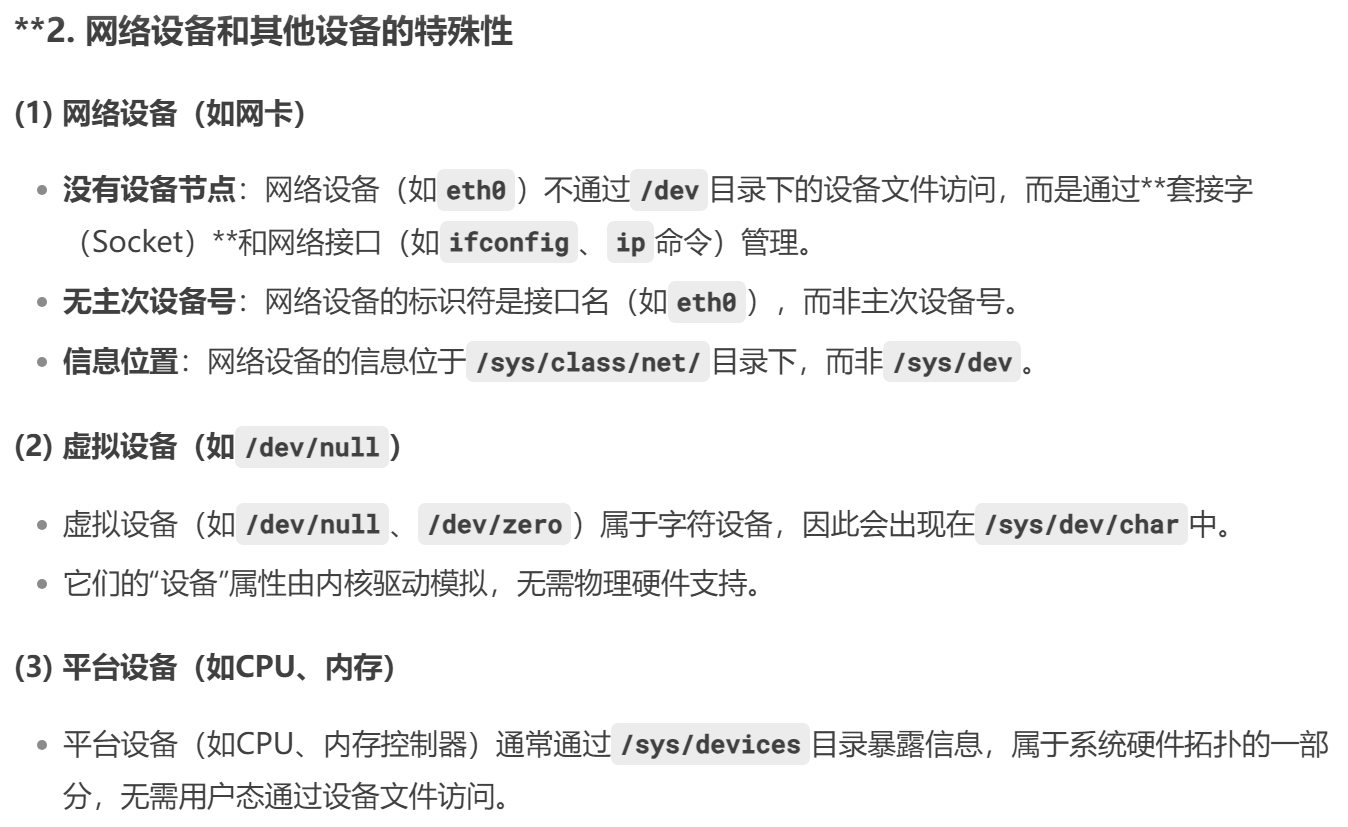 **2. 网络设备和其他设备的特殊性
(1) 网络设备（如网卡）
• 没有设备节点：网络设备（如 eth0 ）不通过 /dev 目录下的设备文件访问，而是通过**套接字
（Socket）**和网络接口（如 ifconfig 、 ip 命令）管理。
• 无主次设备号：网络设备的标识符是接口名（如 eth0 ），而非主次设备号。
• 信息位置：网络设备的信息位于 /sys/class/net/ 目录下，而非 /sys/dev 。
(2) 虚拟设备（如 /dev/null ）
• 虚拟设备（如 /dev/null 、 /dev/zero ）属于字符设备，因此会出现在 /sys/dev/char 中。
• 它们的“设备”属性由内核驱动模拟，无需物理硬件支持。
(3) 平台设备（如CPU、内存）
• 平台设备（如CPU、内存控制器）通常通过 /sys/devices 目录暴露信息，属于系统硬件拓扑的一部
分，无需用户态通过设备文件访问。